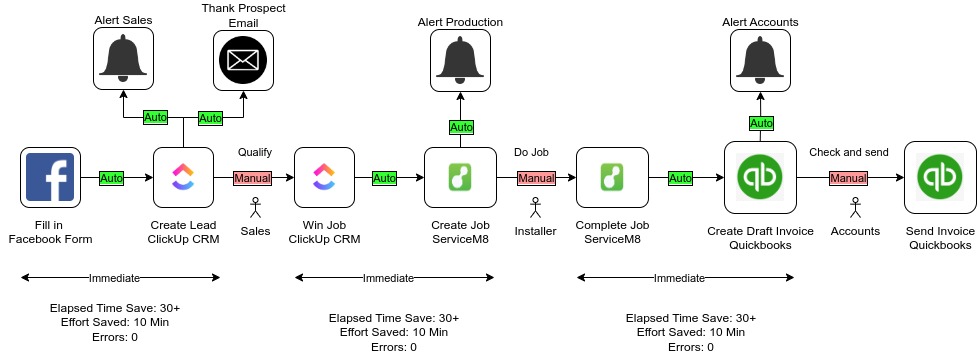 Alert Sales
Thank Prospect
Email
Alert Production
Alert Accounts
Auto
Auto
Auto
Auto
Qualify
Do Job
Check and send
f
Auto
Manual
Auto
Manual
Auto
qb
Manual
qb
Fill in
Facebook Form
Create Lead
ClickUp CRM
Sales
Win Job
ClickUp CRM
Create Job
ServiceM8
Installer
Complete Job
ServiceM8
Create Draft Invoice
Quickbooks
Accounts
Send Invoice
Quickbooks
Immediate
Immediate
Immediate
Elapsed Time Save: 30+
Effort Saved: 10 Min
Errors: 0
Elapsed Time Save: 30+
Effort Saved: 10 Min
Errors: 0
Elapsed Time Save: 30+
Effort Saved: 10 Min
Errors: 0